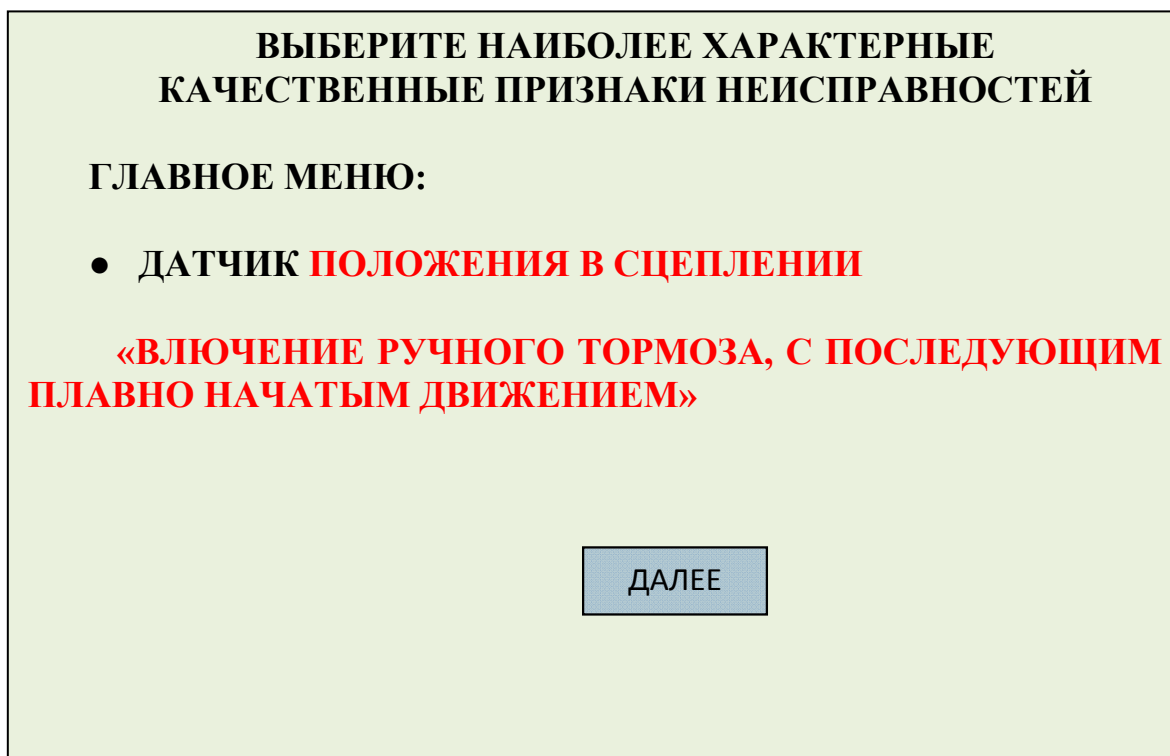 ВЫБЕРИТЕ НАИБОЛЕЕ ХАРАКТЕРНЫЕ
КАЧЕСТВЕННЫЕ ПРИЗНАКИ НЕИСПРАВНОСТЕЙ
ГЛАВНОЕ МЕНЮ:
● ДАТЧИК ПОЛОЖЕНИЯ В СЦЕПЛЕНИИ
«ВЛЮЧЕНИЕ РУЧНОГО ТОРМОЗА, С ПОСЛЕДУЮЩИМ
ПЛАВНО НАЧАТЫМ ДВИЖЕНИЕМ»
ДАЛЕЕ